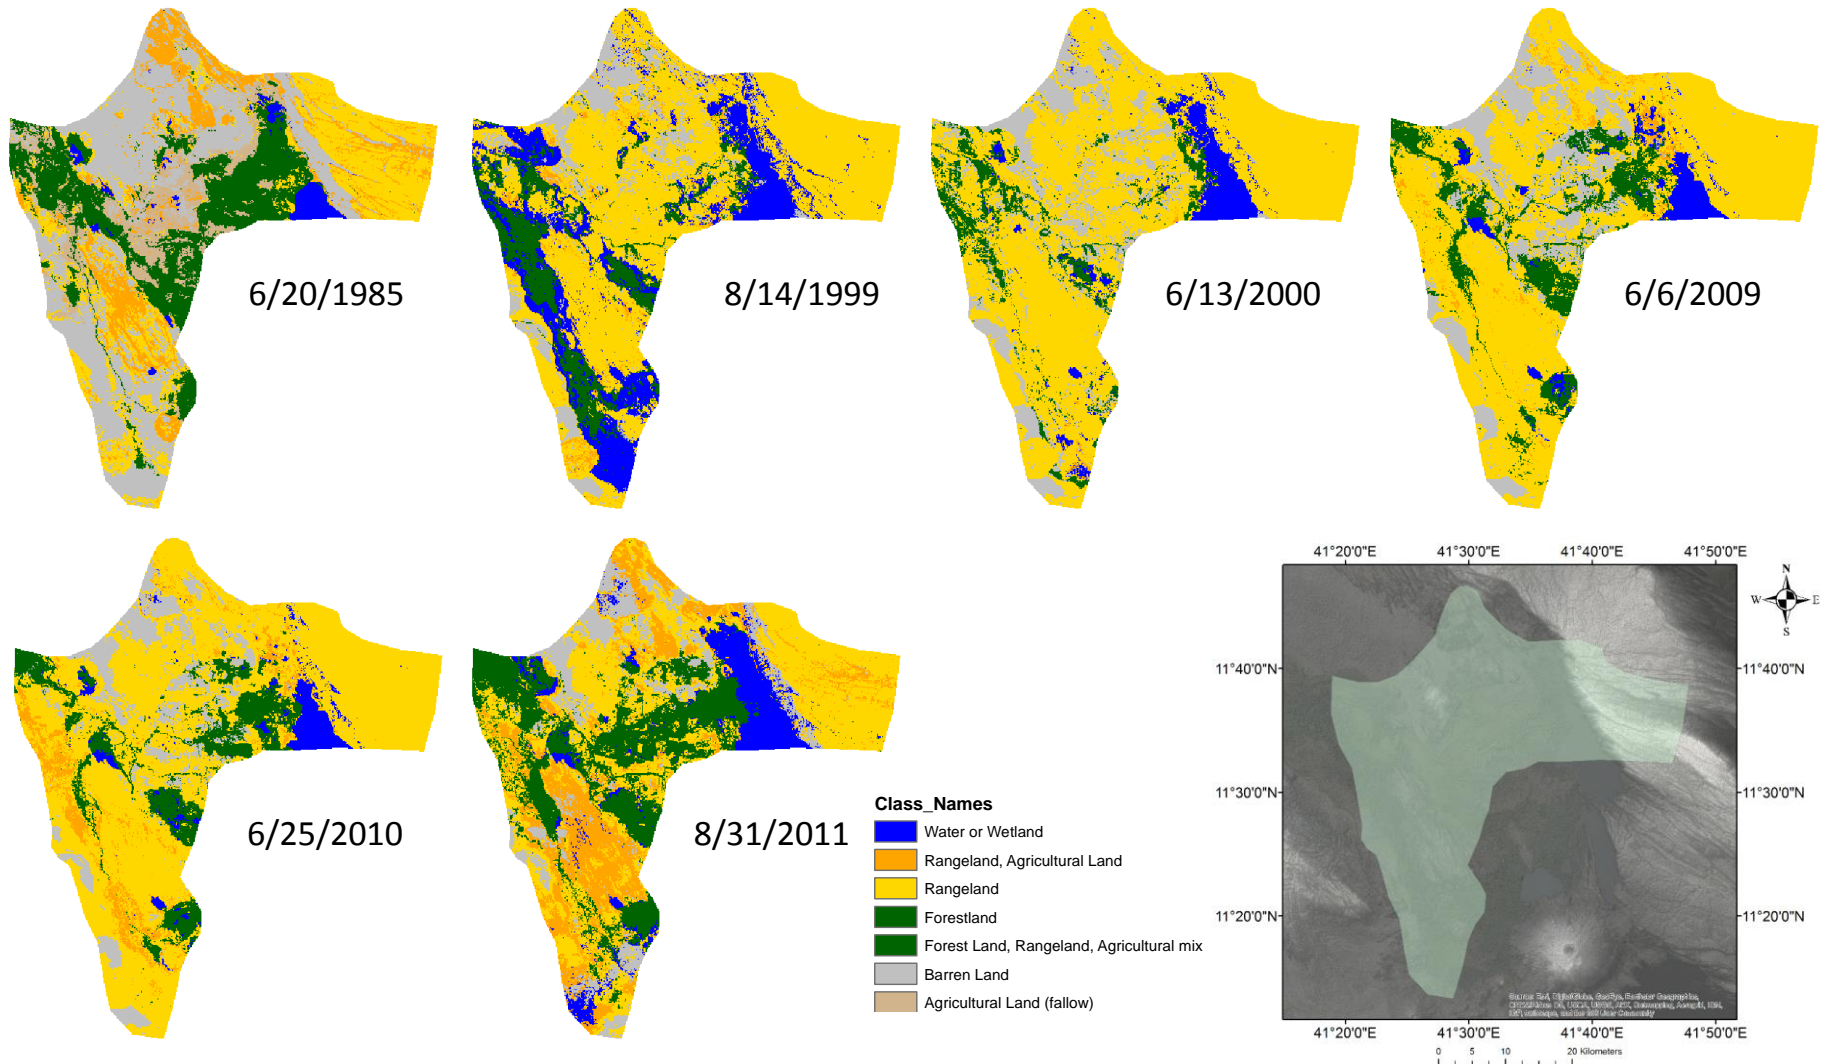 6/20/1985
8/14/1999
6/13/2000
6/6/2009
6/25/2010
8/31/2011
Class_Names
Water or Wetland
Rangeland, Agricultural Land
Rangeland
Forestland
Forest Land, Rangeland, Agricultural mix
Barren Land
Agricultural Land (fallow)
41°20'0"E 41°30'0"E 41°40'0"E 41°50'0"E
N
W E
S
11°40'0"N 11°40'0"N
11°30'0"N 11°30'0"N
11°20'0"N 11°20'0"N
41°20'0"E 41°30'0"E 41°40'0"E 41°50'0"E
0 5 10 20 Kilometers